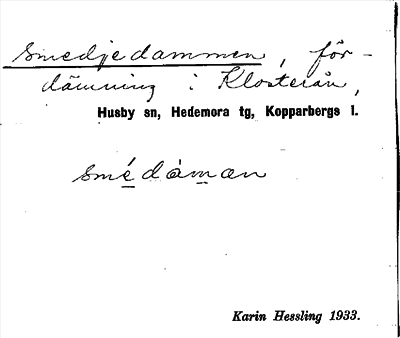 Smedjedammen, för-
dämning i Klosterån,
Husby sn, Hedemora tg, Kopparbergs l.
smédáman
Karin Hessling 1933.